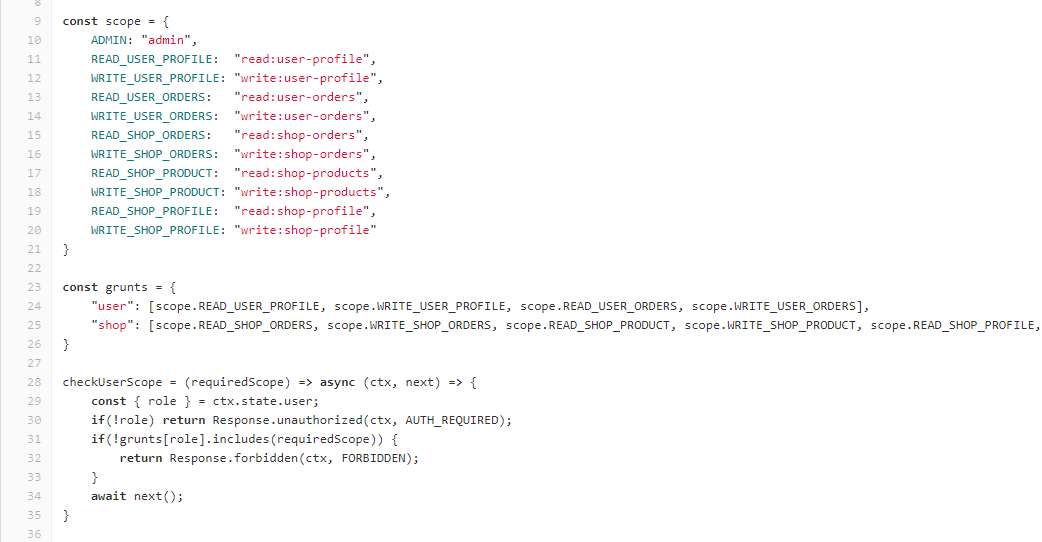 8
9 const scope = {
10 ADMIN: "admin",
11 READ_USER_PROFILE: "read:user-profile",
12 WRITE_USER_PROFILE: "write:user-profile",
13 READ_USER_ORDERS: "read:user-orders",
14 WRITE_USER_ORDERS: "write:user-orders",
15 READ_SHOP_ORDERS: "read:shop-orders",
16 WRITE_SHOP_ORDERS: "write:shop-orders",
17 READ_SHOP_PRODUCT: "read:shop-products",
18 WRITE_SHOP_PRODUCT: "write:shop-products",
19 READ_SHOP_PROFILE: "read:shop-profile",
20 WRITE_SHOP_PROFILE: "write:shop-profile"
21 }
22
23 const grunts = {
24 "user": [scope.READ_USER_PROFILE, scope.WRITE_USER_PROFILE, scope.READ_USER_ORDERS, scope.WRITE_USER_ORDERS],
25 "shop": [scope.READ_SHOP_ORDERS, scope.WRITE_SHOP_ORDERS, scope.READ_SHOP_PRODUCT, scope.WRITE_SHOP_PRODUCT, scope.READ_SHOP_PROFILE,
26 }
27
28 checkUserScope = (requiredScope) => async (ctx, next) => {
29 const { role } = ctx.state.user;
30 if(!role) return Response.unauthorized(ctx, AUTH_REQUIRED);
31 if(!grunts[role].includes(requiredScope)) {
32 return Response.forbidden(ctx, FORBIDDEN);
33 }
34 await next();
35 }
36